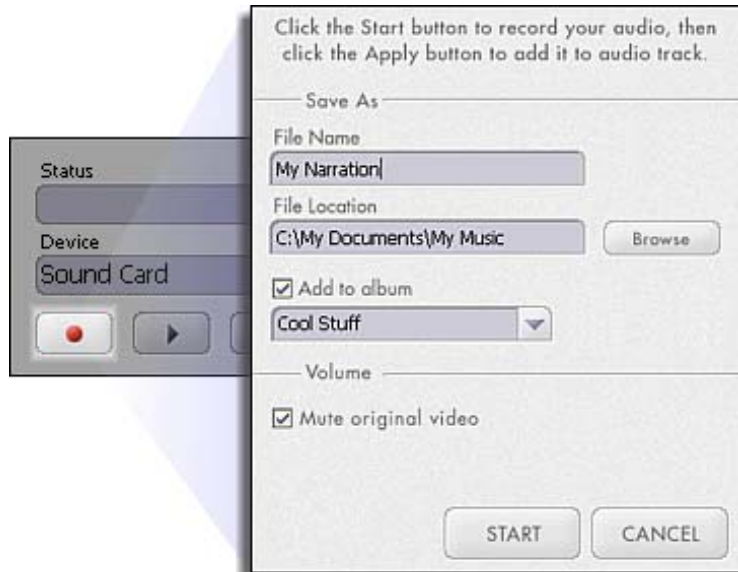 Click the Start button to record your audio, then
click the Apply button to add it to audio track.
Save As
File Name
My Narration
File Location
C:\My Documents\My Music
Browse
Add to album
Cool Stuff
Volume
Mute original video
START
CANCEL
Status
Device
Sound Card